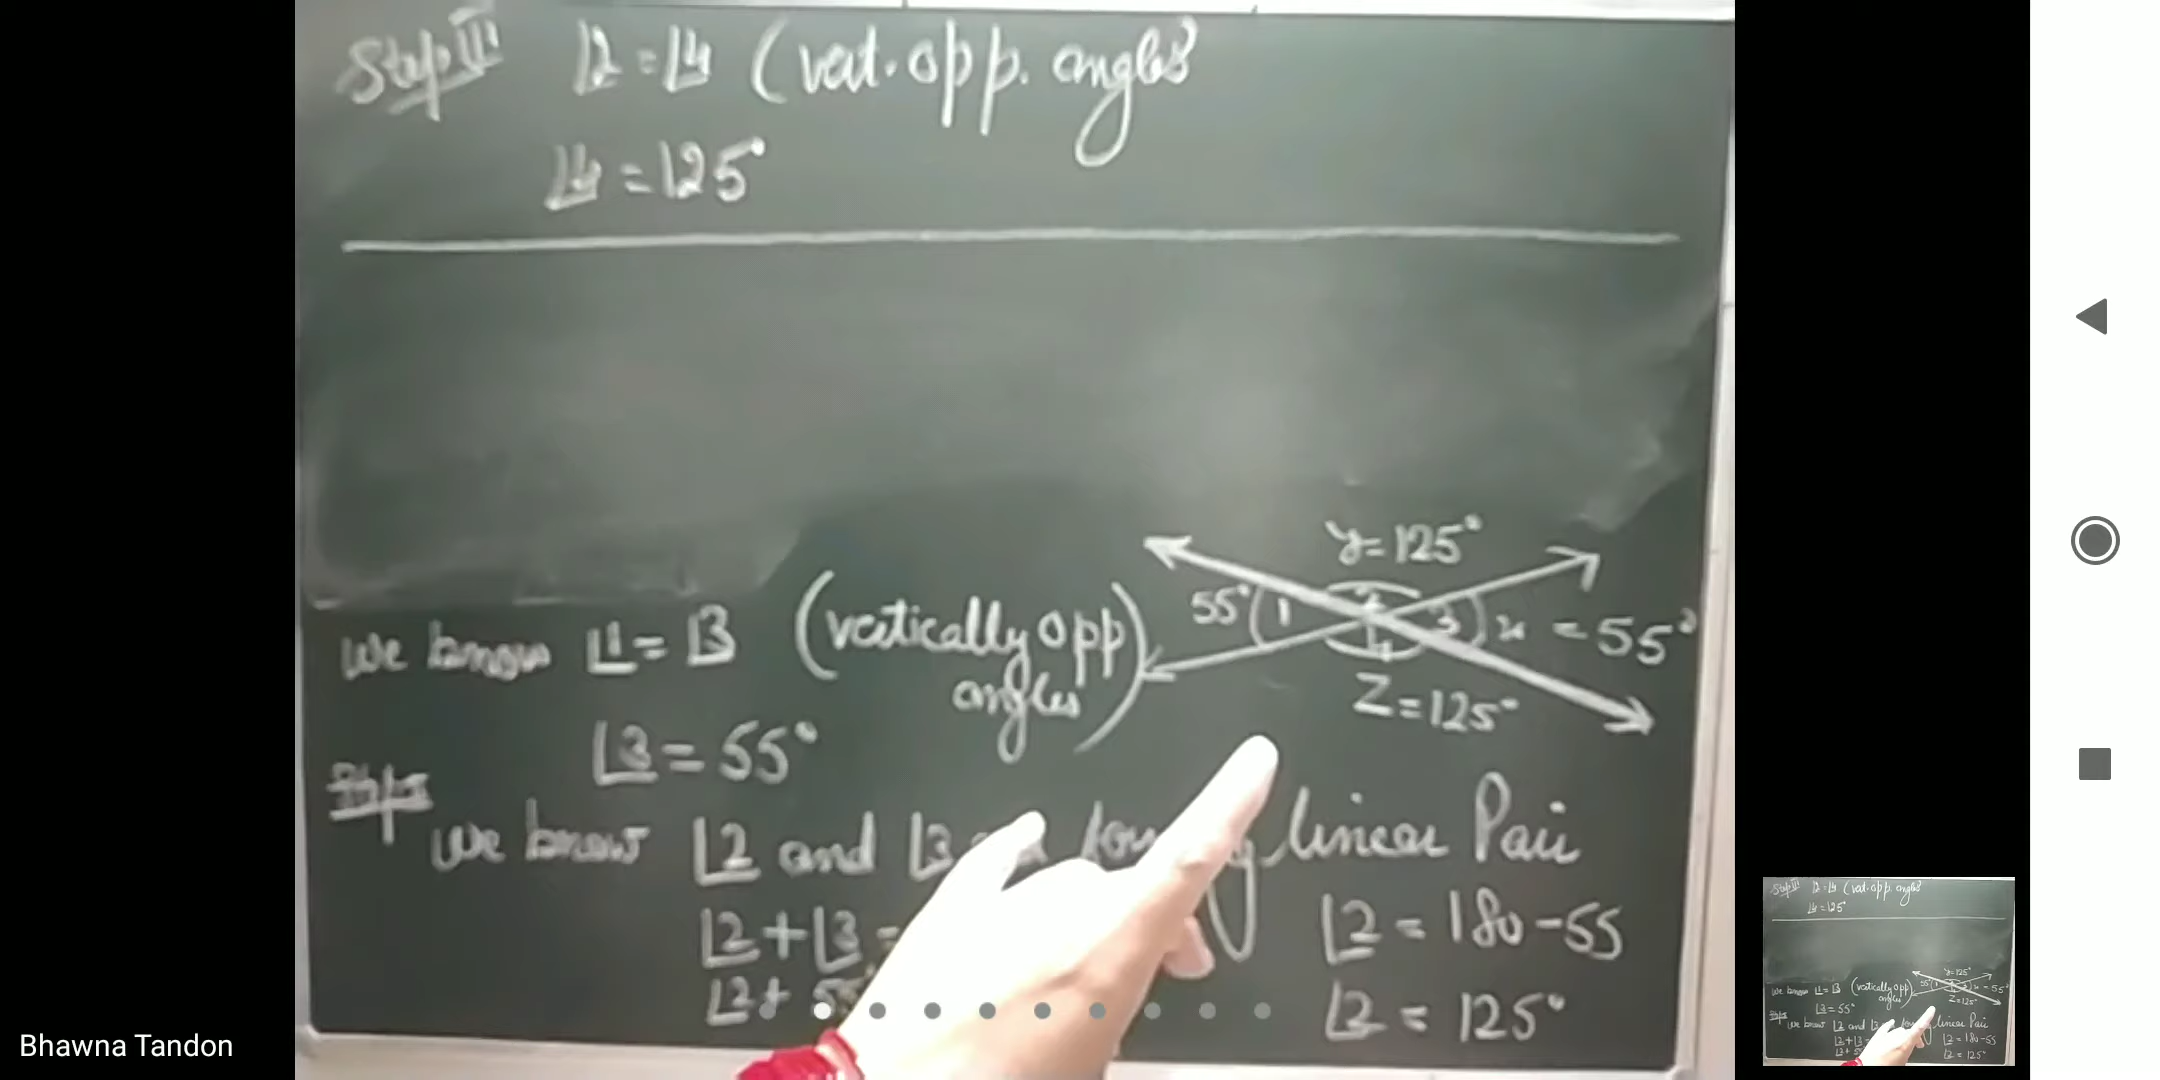 Step III ∠2 = ∠4 (vert. opp. angles)
∠4 = 125°
y = 125°
55° 1 2 3 x = 55°
4
Z = 125°
We know ∠1 = ∠3 (vertically opp angles)
∠3 = 55°
Step II
We know ∠2 and ∠3 linear Pair
∠2 + ∠3 =
∠2 + 55
∠2 = 180 - 55
∠2 = 125°
Bhawna Tandon